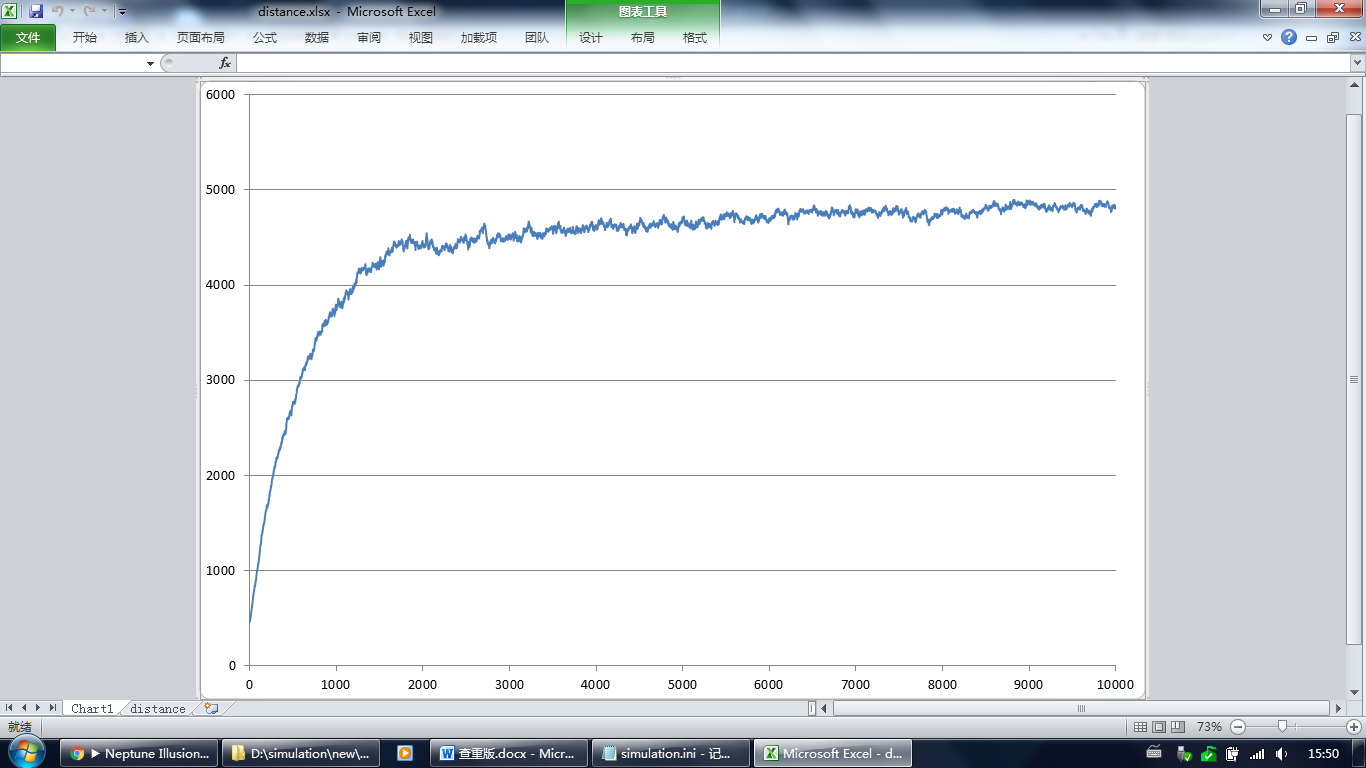 distance.xlsx - Microsoft Excel
图表工具
文件 开始 插入 页面布局 公式 数据 审阅 视图 加载项 团队 设计 布局 格式
fx
6000
5000
4000
3000
2000
1000
0
0 1000 2000 3000 4000 5000 6000 7000 8000 9000 10000
Chart1 distance
就绪 73%
Neptune Illusion... D:\simulation\new\... 查重版.docx - Micr... simulation.ini - 记... Microsoft Excel - d... 15:50